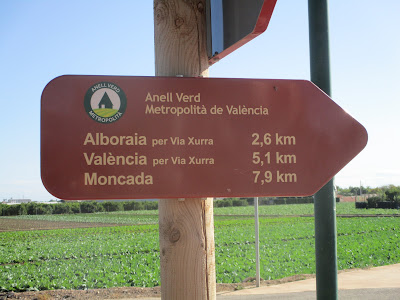 ANELL VERD
METROPOLITÀ
Anell Verd
Metropolità de València
Alboraia per Via Xurra 2,6 km
València per Via Xurra 5,1 km
Moncada 7,9 km